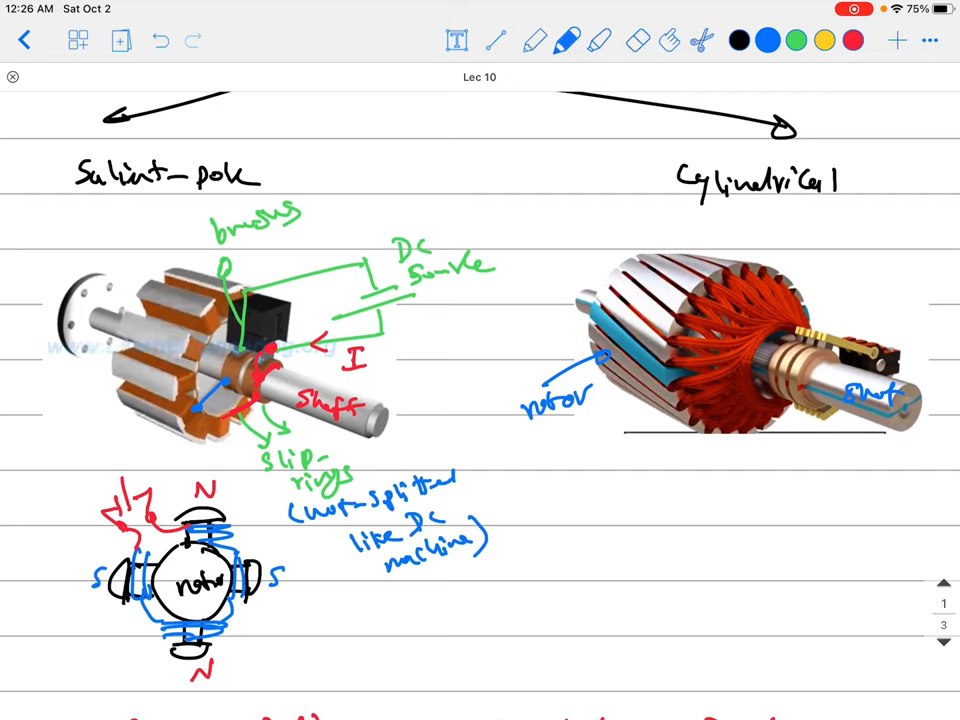 12:26 AM Sat Oct 2
75%
Lec 10
Salient-pole
Cylindrical
brushes
DC
Source
I
shaft
rotor
shaft
slip-
rings
(not-splitted
like DC
machine)
N
S
rotor
S
N
1
3